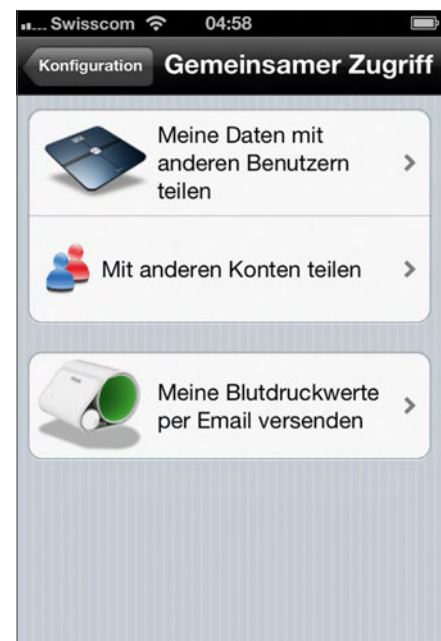 ... Swisscom 04:58
Konfiguration Gemeinsamer Zugriff
Meine Daten mit
anderen Benutzern
teilen
Mit anderen Konten teilen
Meine Blutdruckwerte
per Email versenden